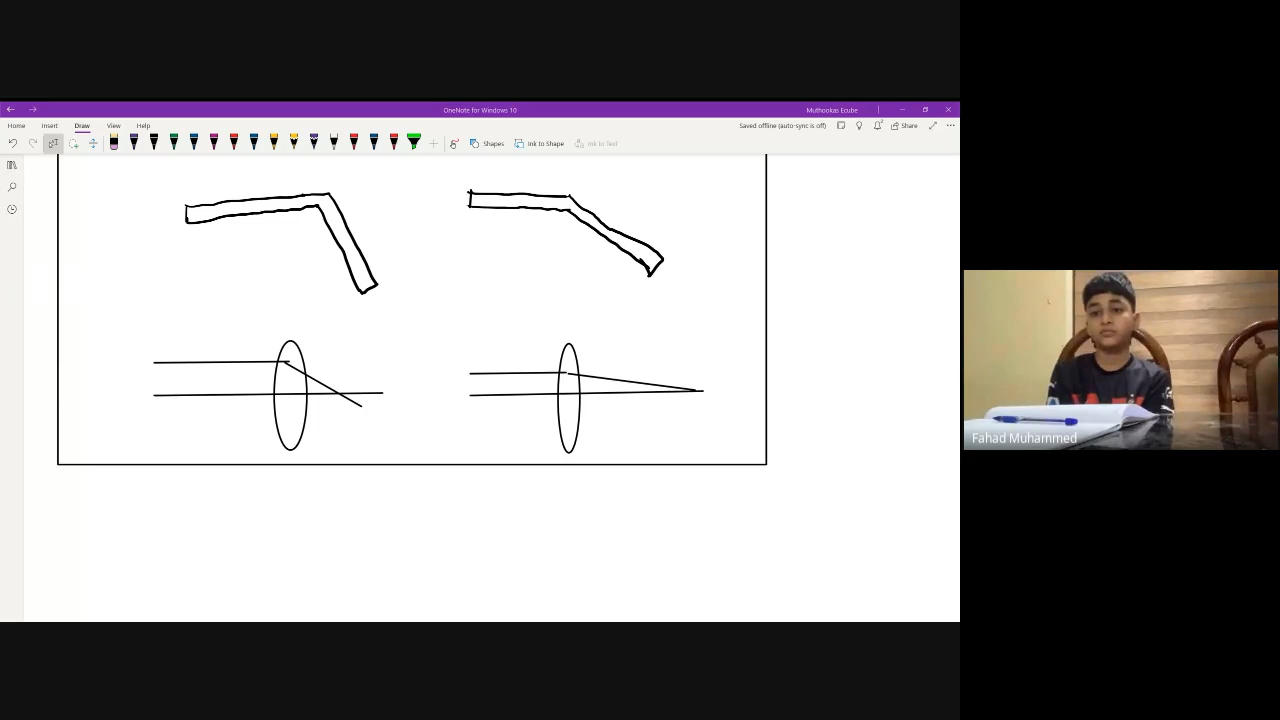 OneNote for Windows 10
Muthookas Ecube
Home Insert Draw View Help
Saved offline (auto-sync is off)
Share
Shapes
Ink to Shape
Ink to Text
Fahad Muhammed